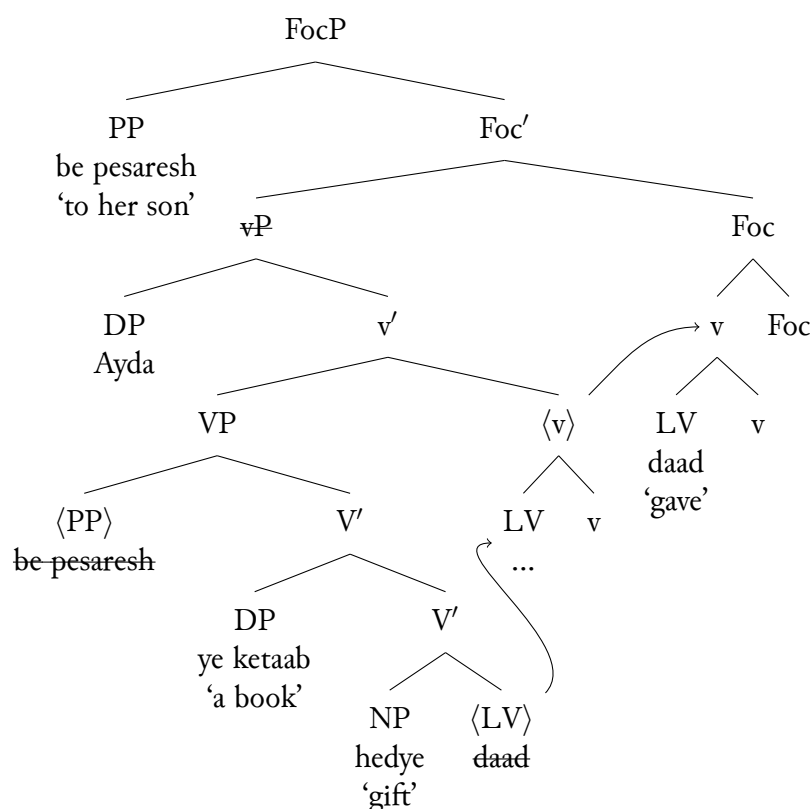 FocP
PP
be pesaresh
‘to her son’
Foc′
vP
Foc
DP
Ayda
v′
v
Foc
VP
⟨v⟩
LV
daad
‘gave’
v
⟨PP⟩
be pesaresh
V′
LV
...
v
DP
ye ketaab
‘a book’
V′
NP
hedye
‘gift’
⟨LV⟩
daad